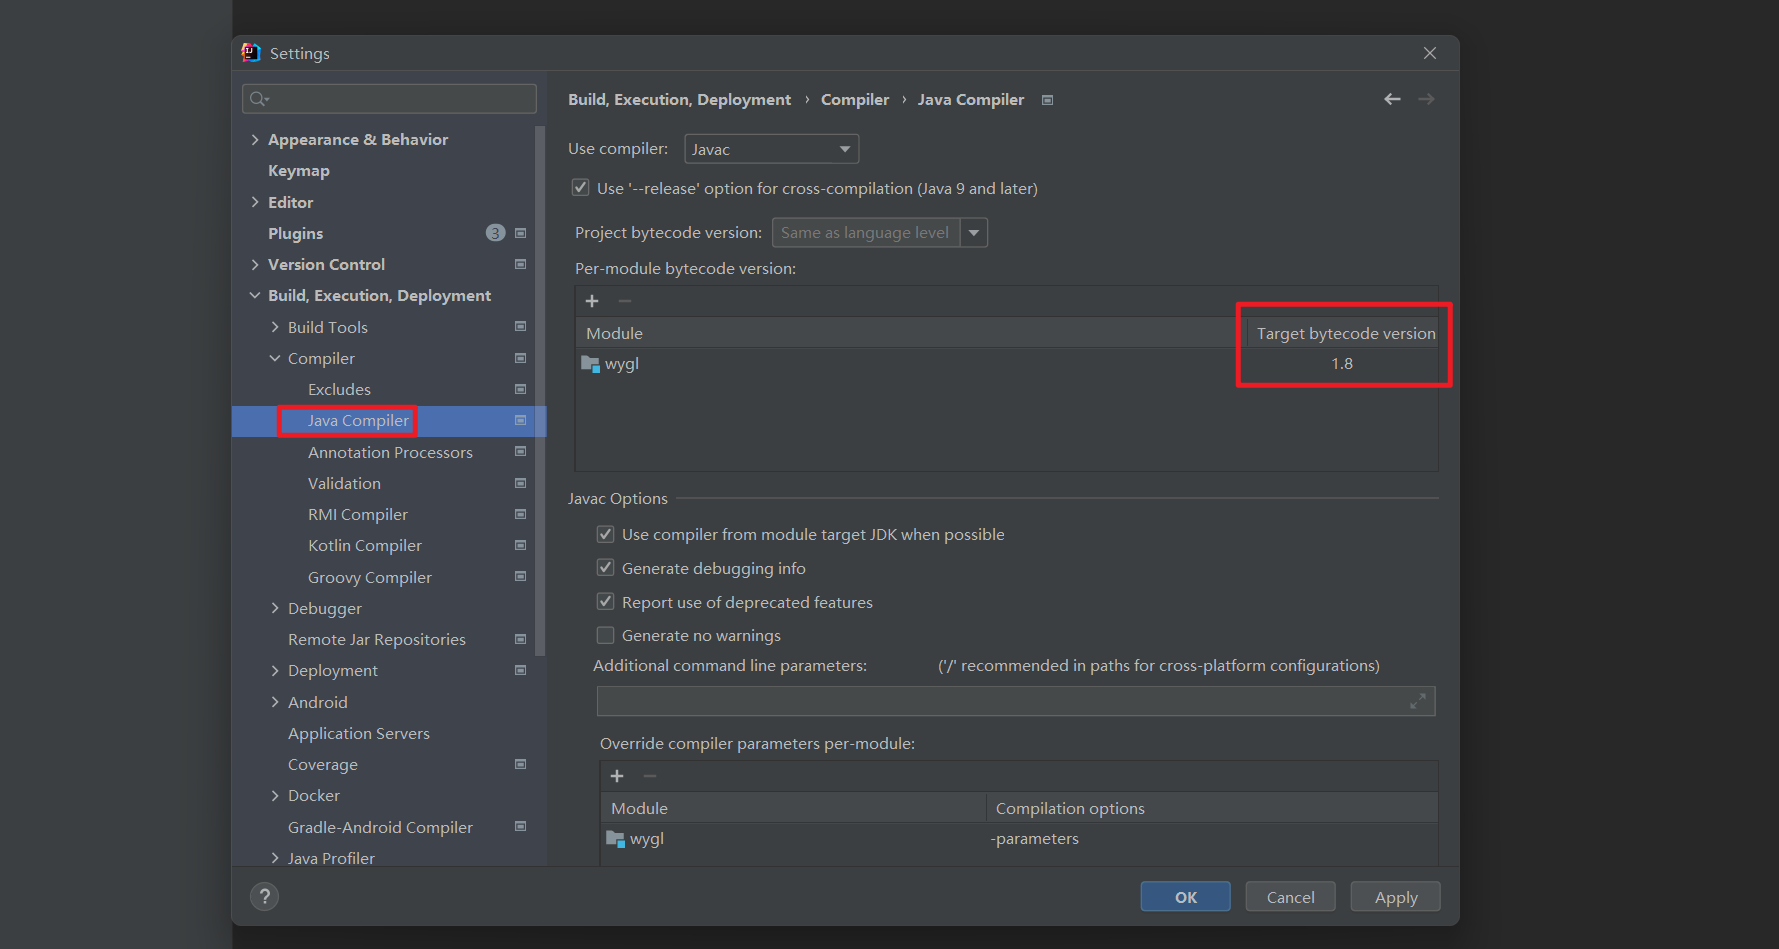 Settings
Build, Execution, Deployment › Compiler › Java Compiler
Appearance & Behavior
Keymap
Editor
Plugins 3
Version Control
Build, Execution, Deployment
Build Tools
Compiler
Excludes
Java Compiler
Annotation Processors
Validation
RMI Compiler
Kotlin Compiler
Groovy Compiler
Debugger
Remote Jar Repositories
Deployment
Android
Application Servers
Coverage
Docker
Gradle-Android Compiler
Java Profiler
Use compiler: Javac
Use '--release' option for cross-compilation (Java 9 and later)
Project bytecode version: Same as language level
Per-module bytecode version:
+ −
Module Target bytecode version
wygl 1.8
Javac Options
Use compiler from module target JDK when possible
Generate debugging info
Report use of deprecated features
Generate no warnings
Additional command line parameters: ('/' recommended in paths for cross-platform configurations)
Override compiler parameters per-module:
+ −
Module Compilation options
wygl -parameters
? OK Cancel Apply